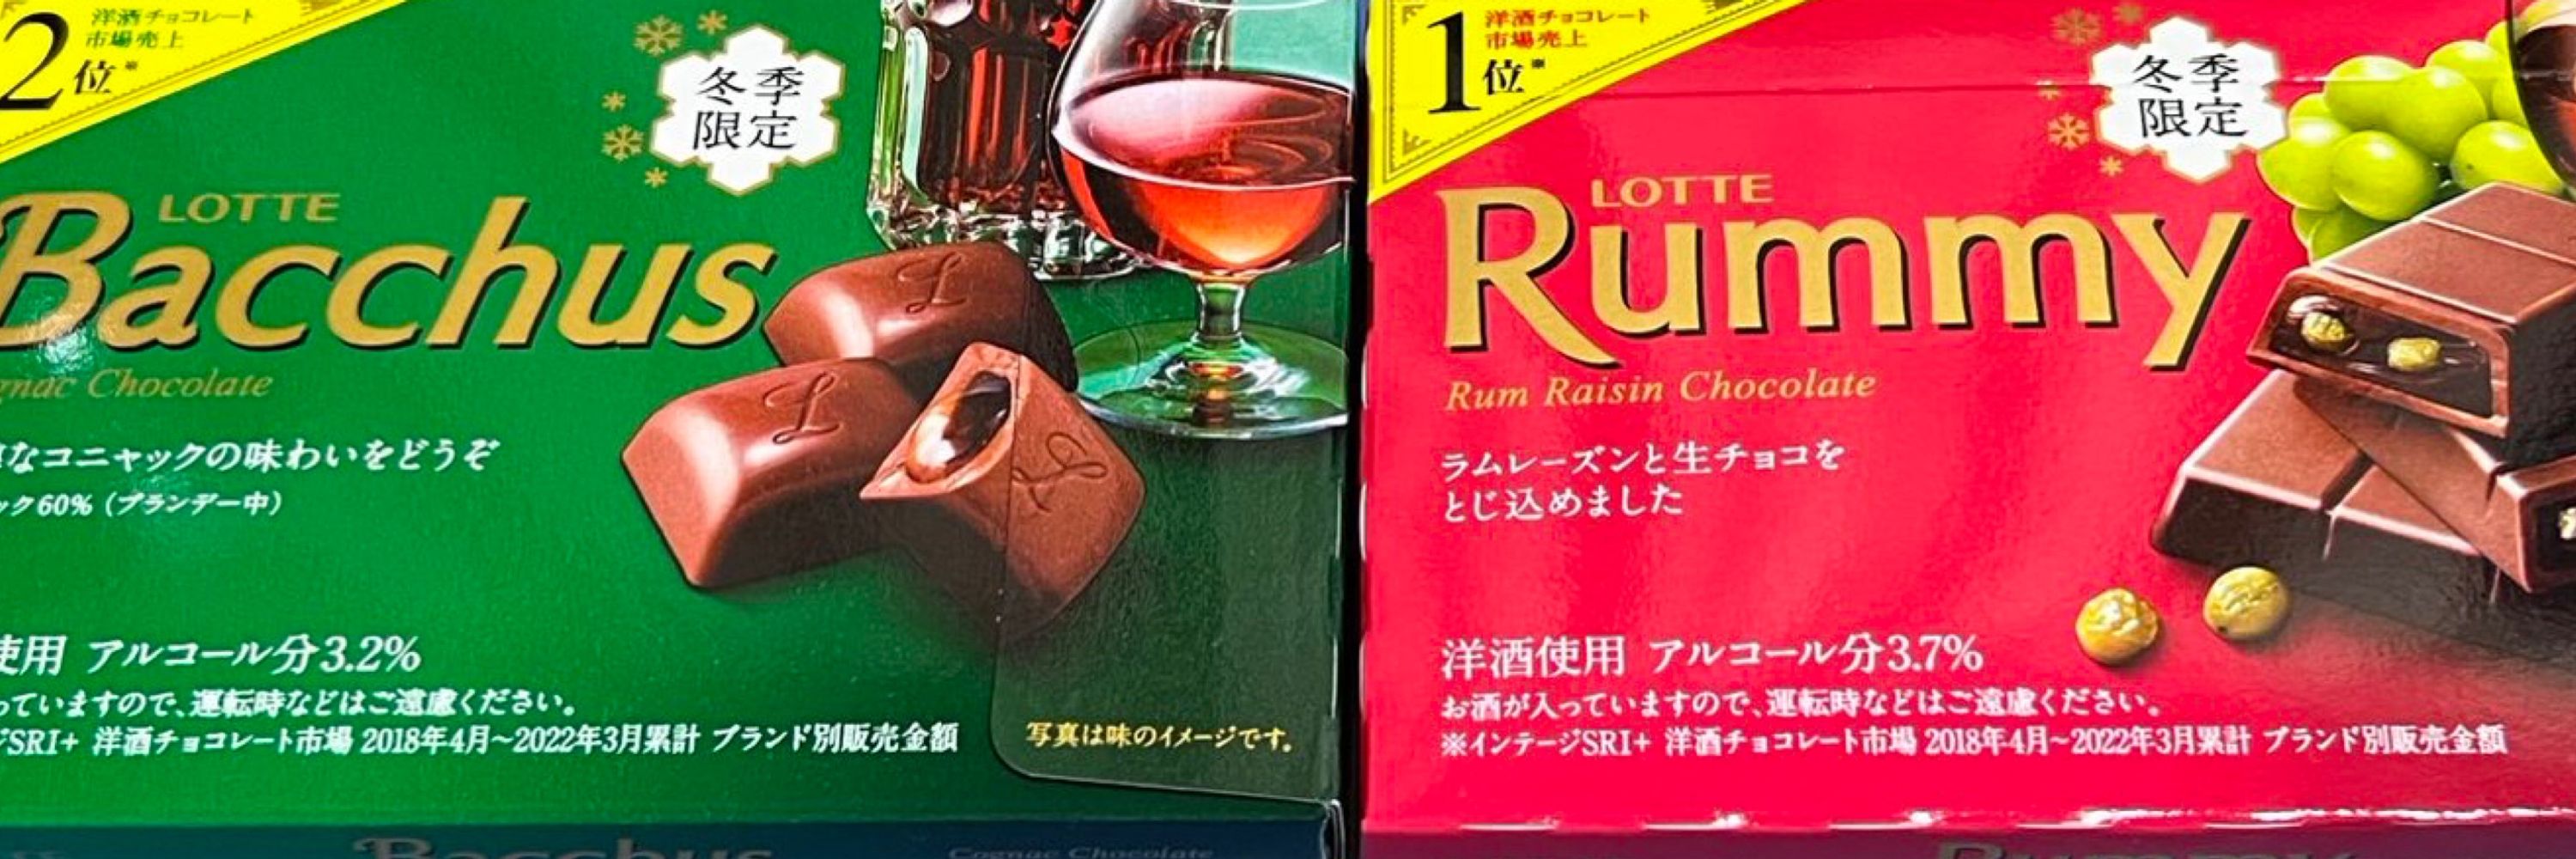 2位※
洋酒チョコレート
市場売上
冬季
限定
LOTTE
Bacchus
Chocolate
なコニャックの味わいをどうぞ
ック60%（ブランデー中）
使用 アルコール分3.2%
っていますので、運転時などはご遠慮ください。
ジSRI+ 洋酒チョコレート市場 2018年4月~2022年3月累計 ブランド別販売金額
写真は味のイメージです。
Bacchus
Cognac Chocolate
1位※
洋酒チョコレート
市場売上
冬季
限定
LOTTE
Rummy
Rum Raisin Chocolate
ラムレーズンと生チョコを
とじ込めました
洋酒使用 アルコール分3.7%
お酒が入っていますので、運転時などはご遠慮ください。
※インテージSRI+ 洋酒チョコレート市場 2018年4月~2022年3月累計 ブランド別販売金額
Rummy